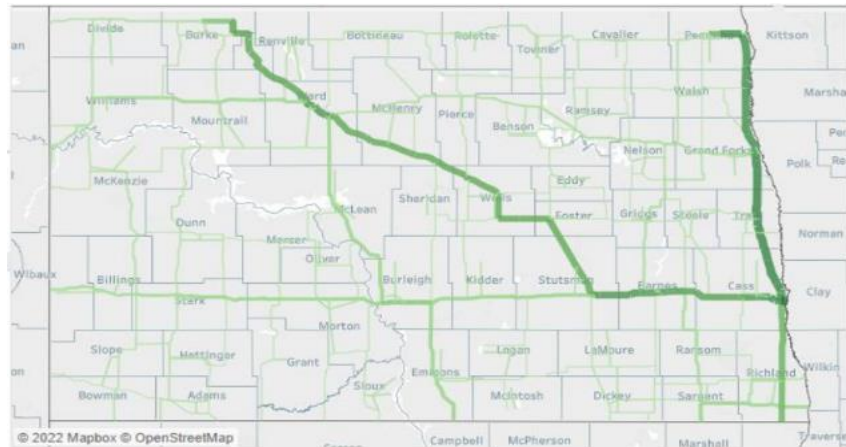 Divide
Burke
Renville
Bottineau
Rolette
Towner
Cavalier
Kittson
Walsh
Williams
Mountrail
Ward
McHenry
Pierce
Ramsey
Benson
Nelson
Grand Forks
Polk
McKenzie
Dunn
McLean
Sheridan
Wells
Eddy
Foster
Griggs
Steele
Norman
Wibaux
Billings
Mercer
Oliver
Burleigh
Kidder
Stutsman
Barnes
Cass
Clay
Stark
Morton
Slope
Hettinger
Grant
Emmons
Logan
LaMoure
Ransom
Richland
Wilkin
Bowman
Adams
Sioux
McIntosh
Dickey
Sargent
© 2022 Mapbox © OpenStreetMap
Campbell
McPherson
Marshall
Traverse